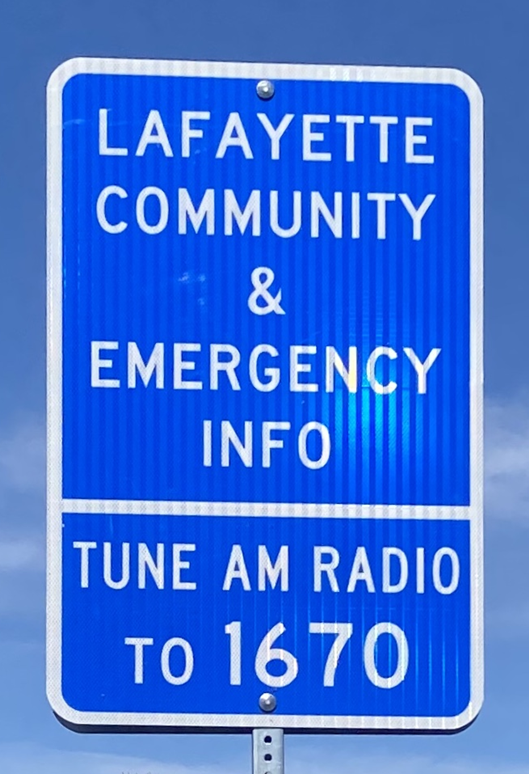 LAFAYETTE
COMMUNITY
&
EMERGENCY
INFO
TUNE AM RADIO
TO 1670